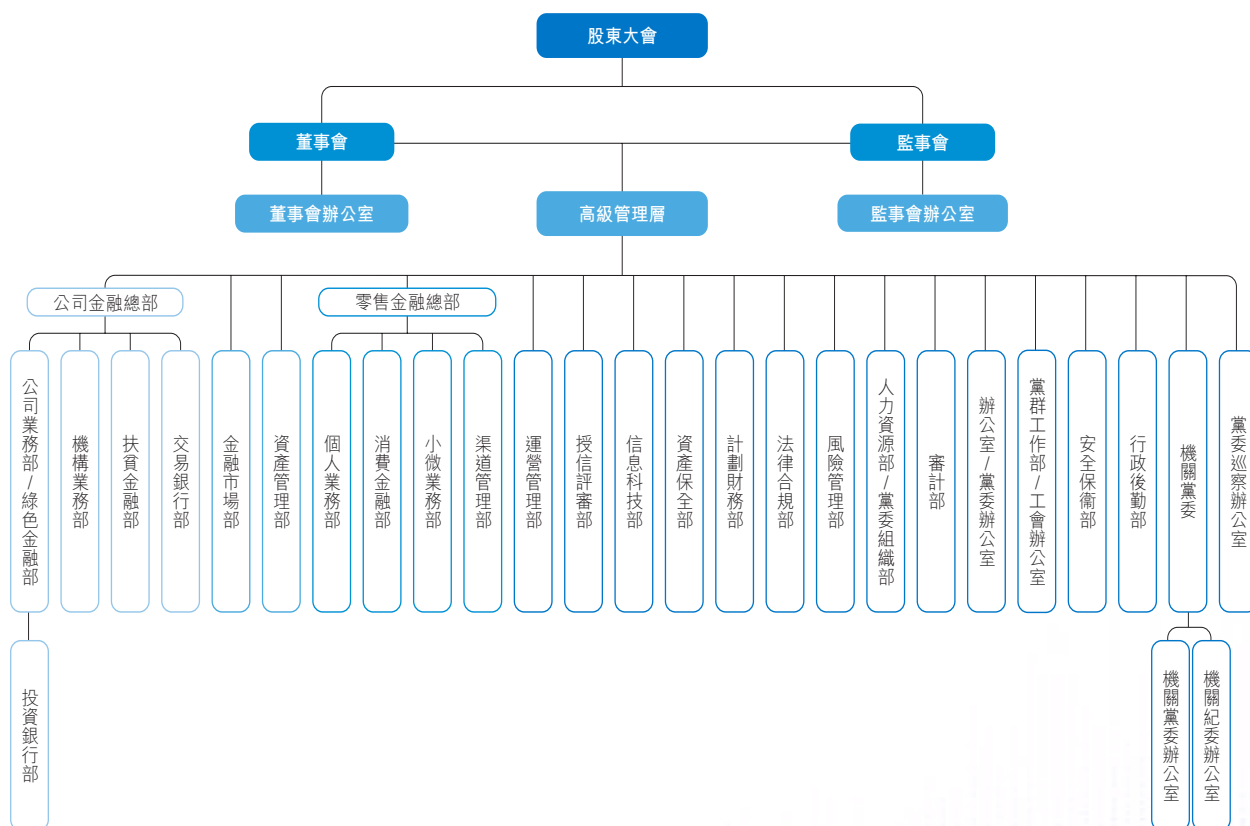 股東大會
董事會
監事會
董事會辦公室
高級管理層
監事會辦公室
公司金融總部
零售金融總部
公司業務部/綠色金融部
機構業務部
扶貧金融部
交易銀行部
金融市場部
資產管理部
個人業務部
消費金融部
小微業務部
渠道管理部
運營管理部
授信評審部
信息科技部
資產保全部
計劃財務部
法律合規部
風險管理部
人力資源部/黨委組織部
審計部
辦公室/黨委辦公室
黨群工作部/工會辦公室
安全保衛部
行政後勤部
機關黨委
黨委巡察辦公室
投資銀行部
機關黨委辦公室
機關紀委辦公室